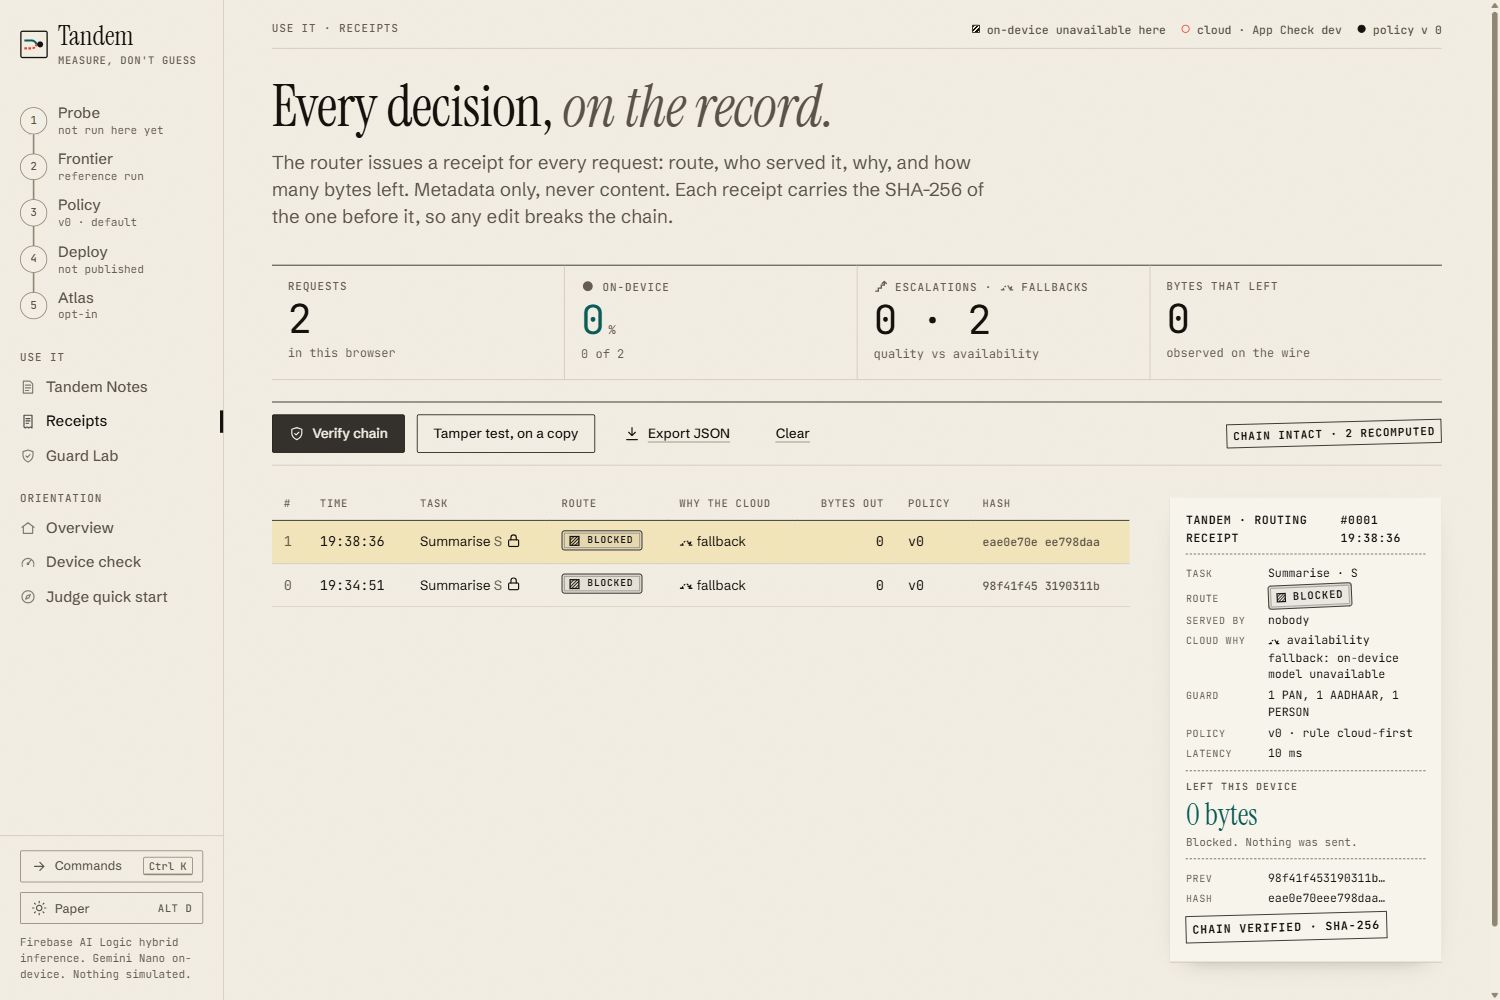 Tandem
MEASURE, DON'T GUESS
1
Probe
not run here yet
2
Frontier
reference run
3
Policy
v0 · default
4
Deploy
not published
5
Atlas
opt-in
USE IT
Tandem Notes
Receipts
Guard Lab
ORIENTATION
Overview
Device check
Judge quick start
Commands Ctrl K
Paper ALT D
Firebase AI Logic hybrid
inference. Gemini Nano on-
device. Nothing simulated.
USE IT · RECEIPTS
on-device unavailable here cloud · App Check dev policy v 0
Every decision, on the record.
The router issues a receipt for every request: route, who served it, why, and how
many bytes left. Metadata only, never content. Each receipt carries the SHA-256 of
the one before it, so any edit breaks the chain.
REQUESTS
2
in this browser
ON-DEVICE
0 %
0 of 2
ESCALATIONS · FALLBACKS
0 · 2
quality vs availability
BYTES THAT LEFT
0
observed on the wire
Verify chain Tamper test, on a copy Export JSON Clear
CHAIN INTACT · 2 RECOMPUTED
# TIME TASK ROUTE WHY THE CLOUD BYTES OUT POLICY HASH
1 19:38:36 Summarise S BLOCKED fallback 0 v0 eae0e70e ee798daa
0 19:34:51 Summarise S BLOCKED fallback 0 v0 98f41f45 3190311b
TANDEM · ROUTING #0001
RECEIPT 19:38:36
TASK Summarise · S
ROUTE BLOCKED
SERVED BY nobody
CLOUD WHY availability
fallback: on-device
model unavailable
GUARD 1 PAN, 1 AADHAAR, 1
PERSON
POLICY v0 · rule cloud-first
LATENCY 10 ms
LEFT THIS DEVICE
0 bytes
Blocked. Nothing was sent.
PREV 98f41f453190311b…
HASH eae0e70eee798daa…
CHAIN VERIFIED · SHA-256